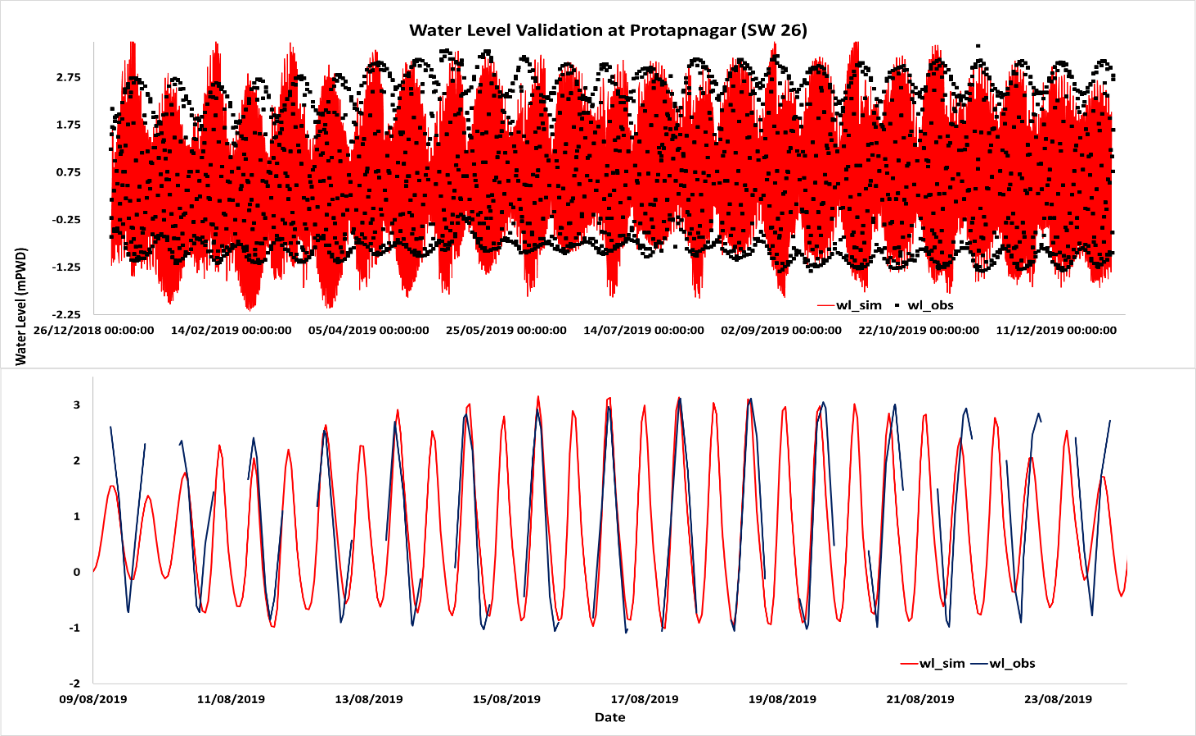 Water Level Validation at Protapnagar (SW 26)
2.75
1.75
0.75
-0.25
-1.25
-2.25
Water Level (mPWD)
wl_sim wl_obs
26/12/2018 00:00:00 14/02/2019 00:00:00 05/04/2019 00:00:00 25/05/2019 00:00:00 14/07/2019 00:00:00 02/09/2019 00:00:00 22/10/2019 00:00:00 11/12/2019 00:00:00
3
2
1
0
-1
-2
wl_sim wl_obs
09/08/2019 11/08/2019 13/08/2019 15/08/2019 17/08/2019 19/08/2019 21/08/2019 23/08/2019
Date